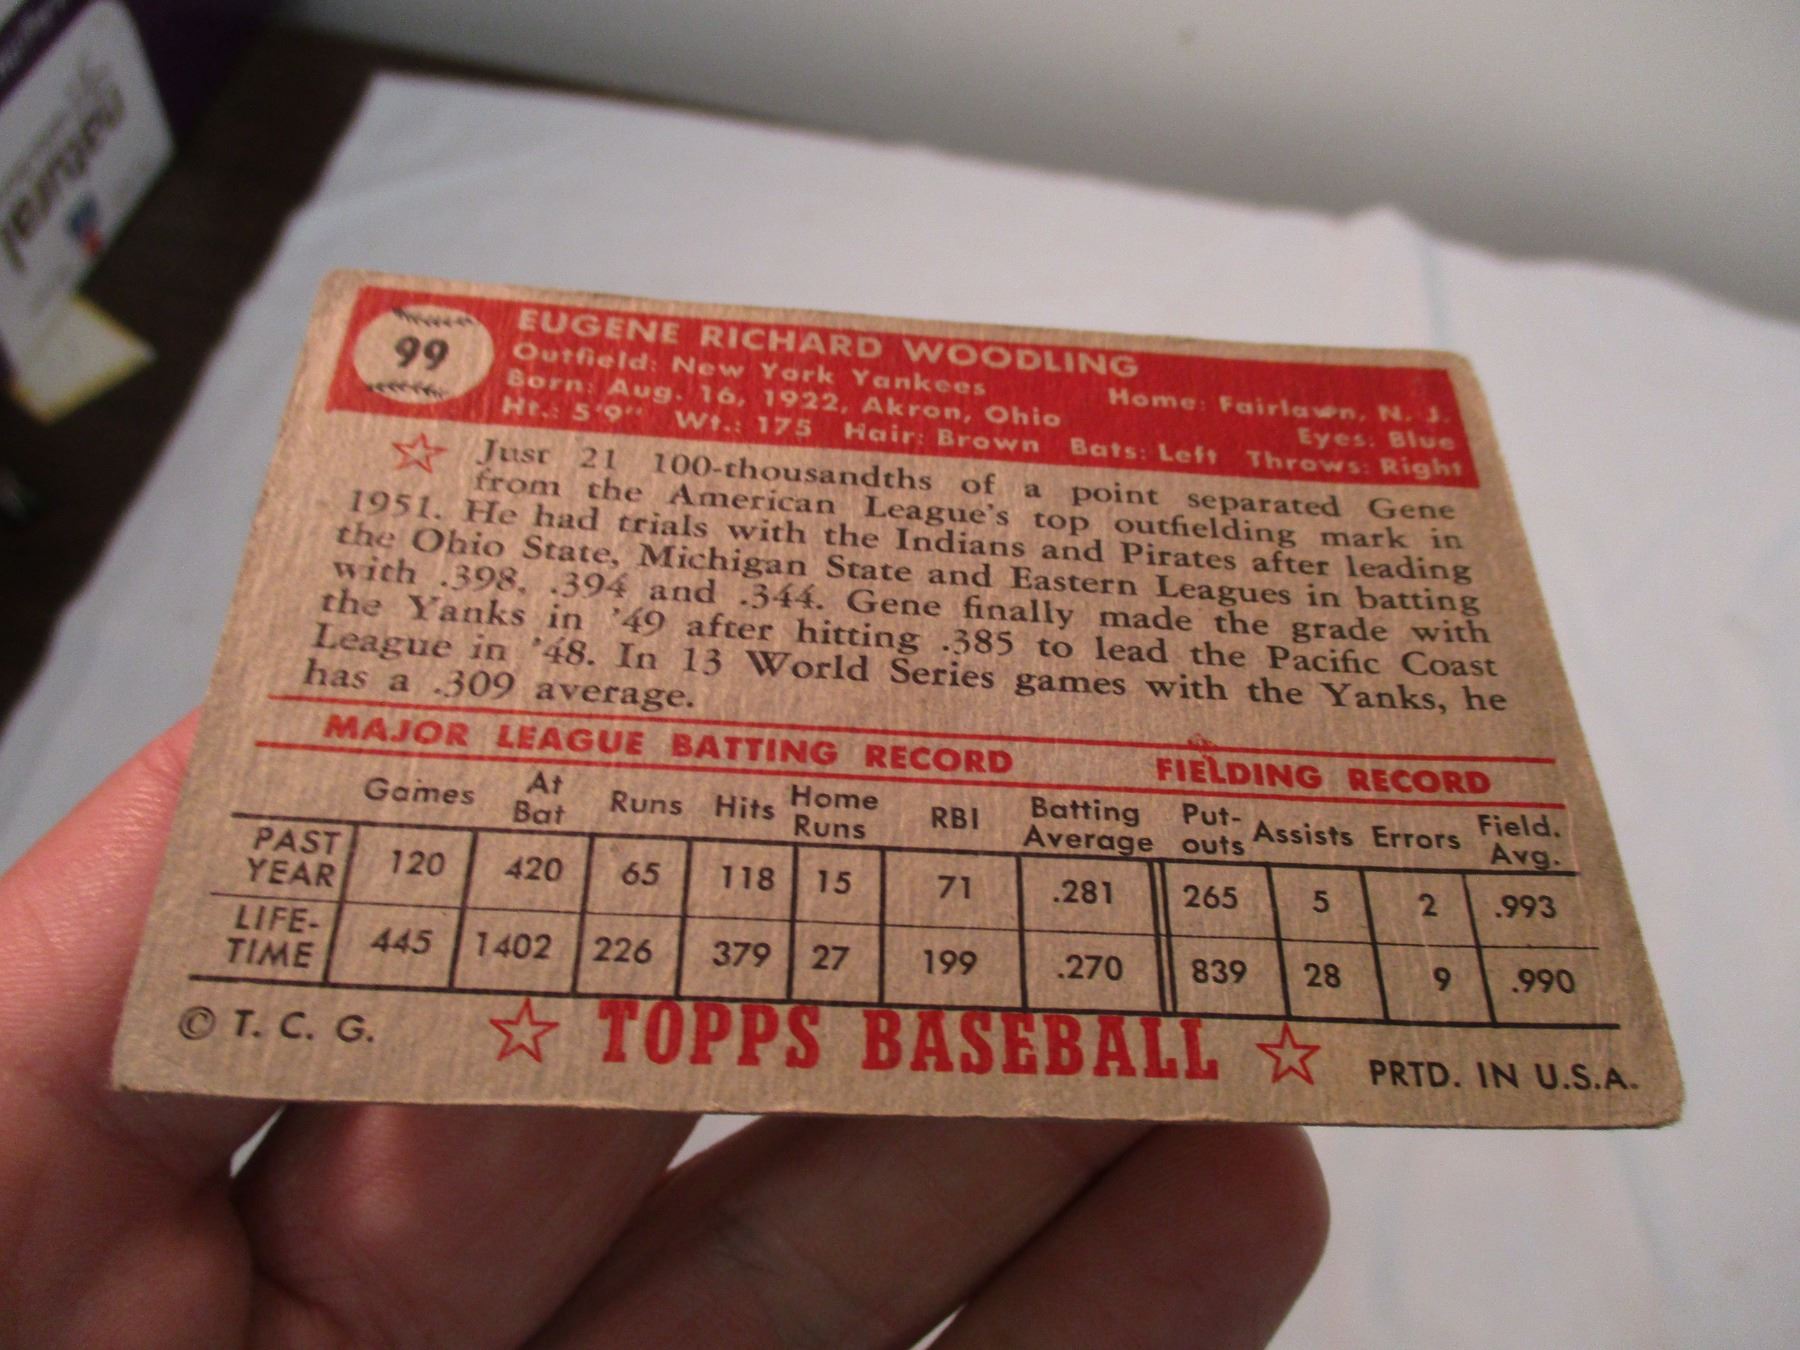 natural
99
EUGENE RICHARD WOODLING
Outfield: New York Yankees Home: Fairlawn, N. J.
Born: Aug. 16, 1922, Akron, Ohio Eyes: Blue
Ht.: 5'9" Wt.: 175 Hair: Brown Bats: Left Throws: Right
Just 21 100-thousandths of a point separated Gene
from the American League's top outfielding mark in
1951. He had trials with the Indians and Pirates after leading
the Ohio State, Michigan State and Eastern Leagues in batting
with .398, .394 and .344. Gene finally made the grade with
the Yanks in '49 after hitting .385 to lead the Pacific Coast
League in '48. In 13 World Series games with the Yanks, he
has a .309 average.
MAJOR LEAGUE BATTING RECORD FIELDING RECORD
Games At Bat Runs Hits Home Runs RBI Batting Average Put-outs Assists Errors Field. Avg.
PAST YEAR 120 420 65 118 15 71 .281 265 5 2 .993
LIFE-TIME 445 1402 226 379 27 199 .270 839 28 9 .990
© T. C. G. TOPPS BASEBALL PRTD. IN U.S.A.